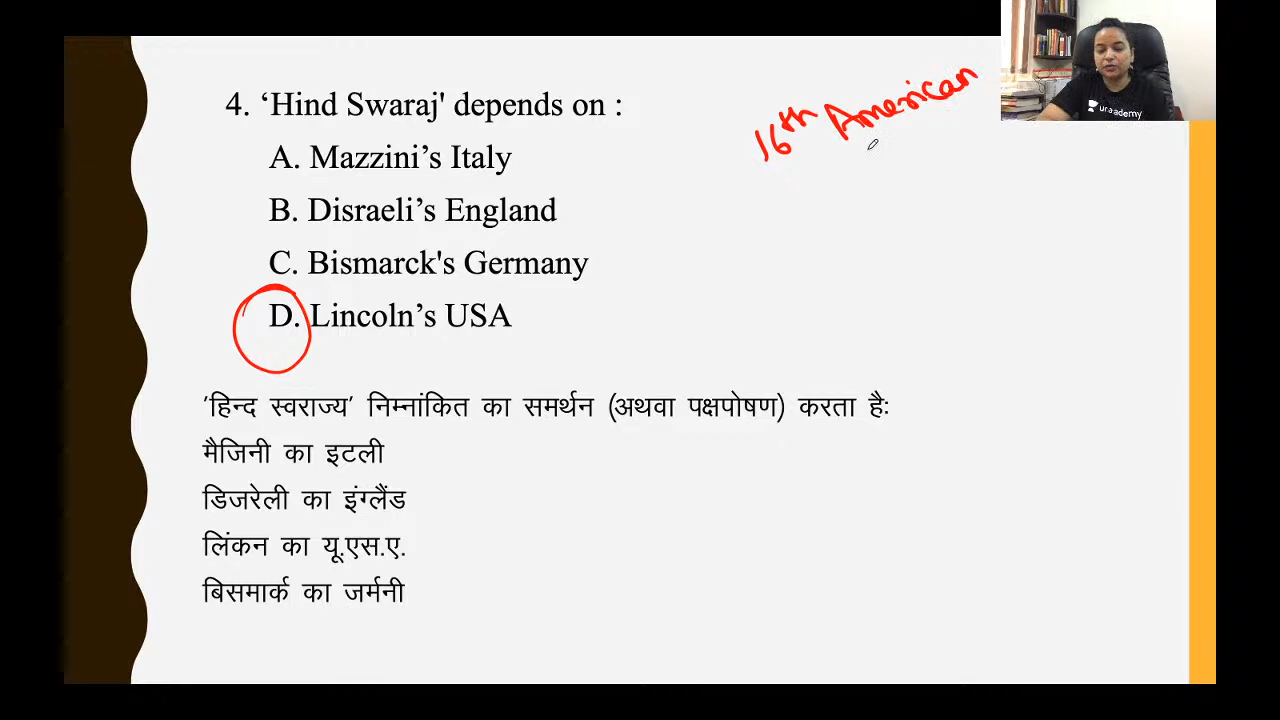 4. ‘Hind Swaraj' depends on :
A. Mazzini’s Italy
B. Disraeli’s England
C. Bismarck's Germany
D. Lincoln’s USA
16th American
unacademy
'हिन्द स्वराज्य' निम्नांकित का समर्थन (अथवा पक्षपोषण) करता है:
मैजिनी का इटली
डिजरेली का इंग्लैंड
लिंकन का यू.एस.ए.
बिसमार्क का जर्मनी